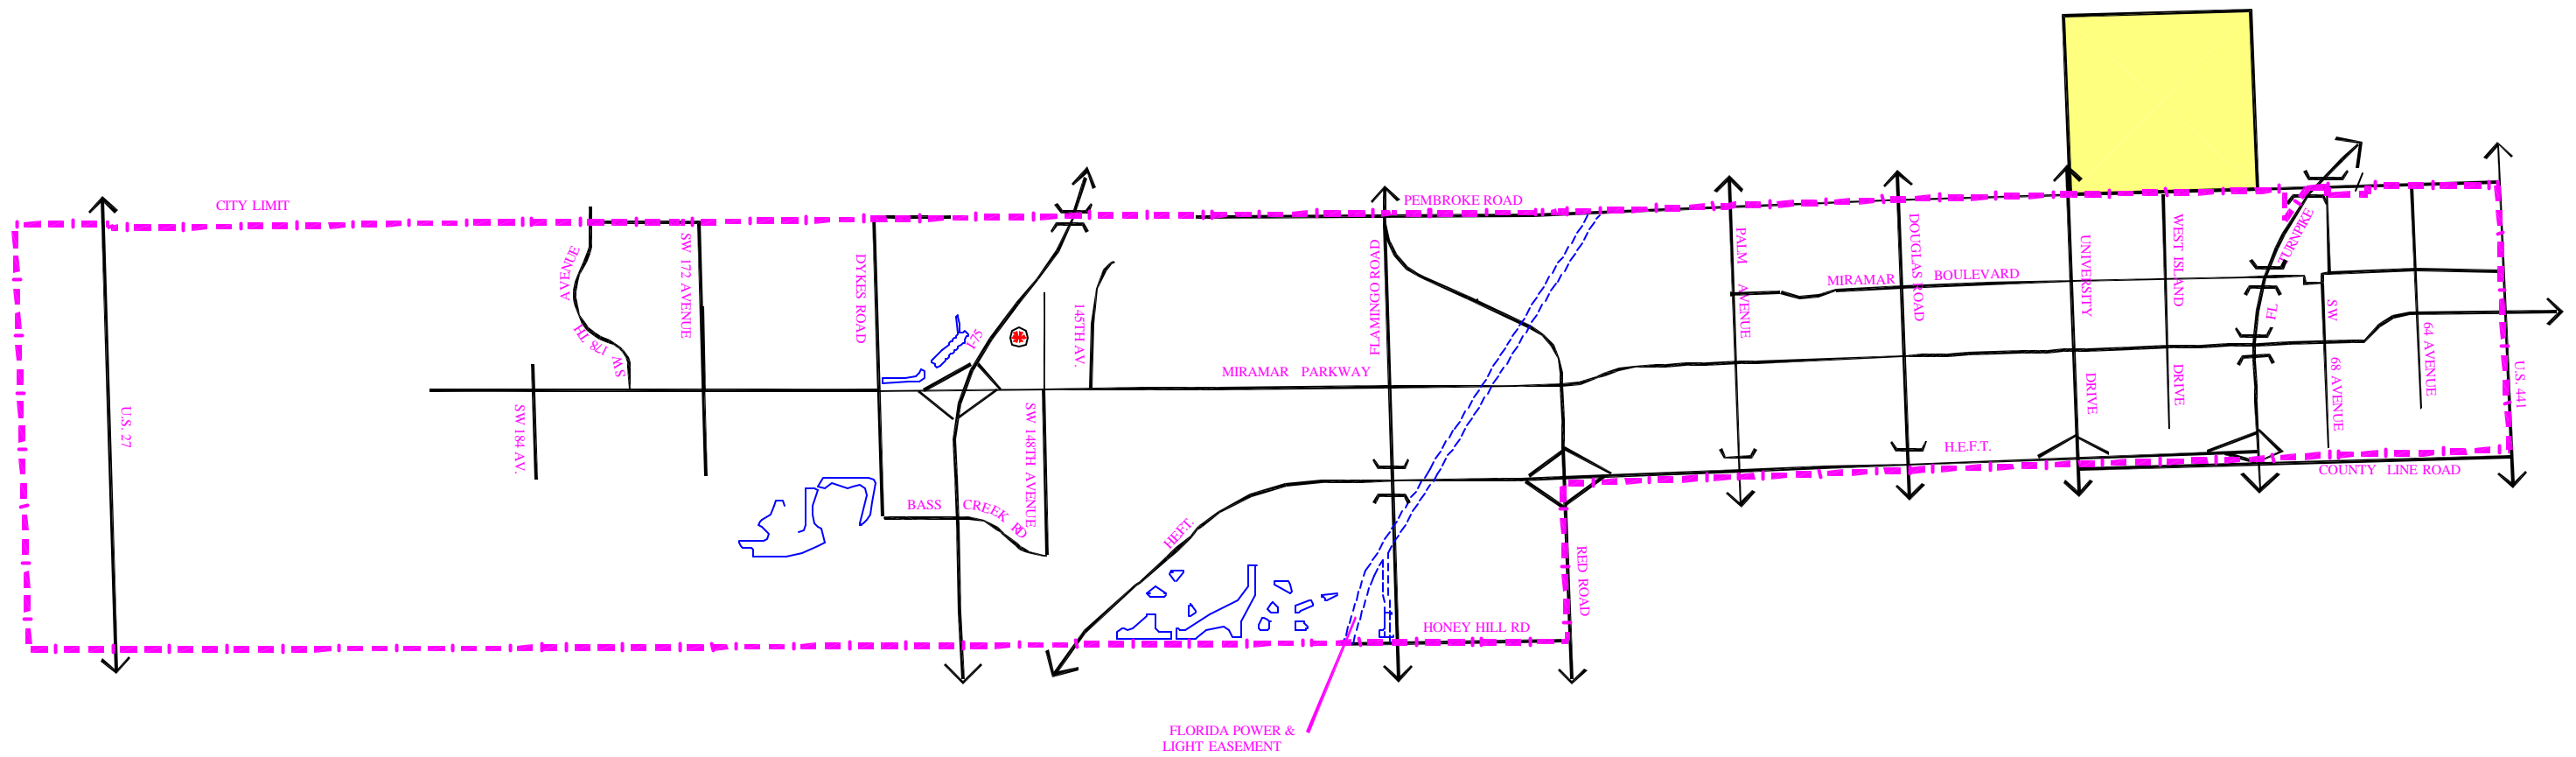 CITY LIMIT
PEMBROKE ROAD
U.S. 27
SW 184 AV.
SW 178 TH AVENUE
SW 172 AVENUE
DYKES ROAD
I-75
145TH AV.
SW 148TH AVENUE
BASS CREEK RD
HEFT.
FLAMINGO ROAD
MIRAMAR PARKWAY
HONEY HILL RD
RED ROAD
FLORIDA POWER &
LIGHT EASEMENT
PALM AVENUE
MIRAMAR BOULEVARD
DOUGLAS ROAD
UNIVERSITY DRIVE
WEST ISLAND DRIVE
FL TURNPIKE
SW 68 AVENUE
64 AVENUE
U.S. 441
H.E.F.T.
COUNTY LINE ROAD